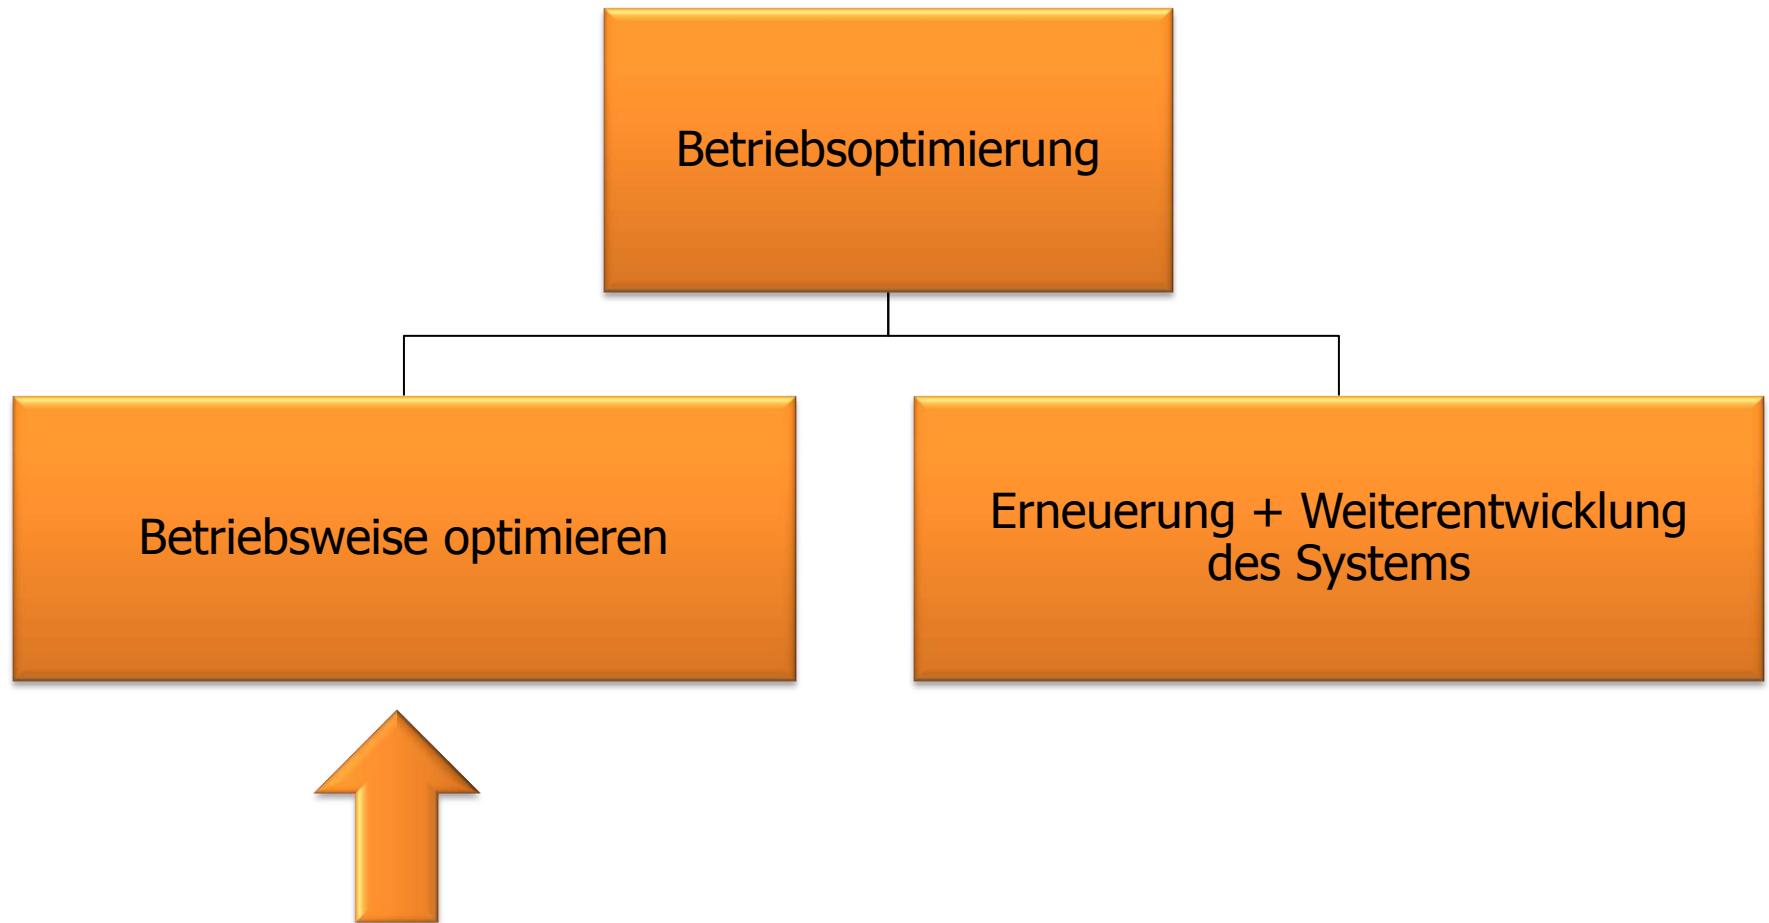 Betriebsoptimierung
Betriebsweise optimieren
Erneuerung + Weiterentwicklung
des Systems